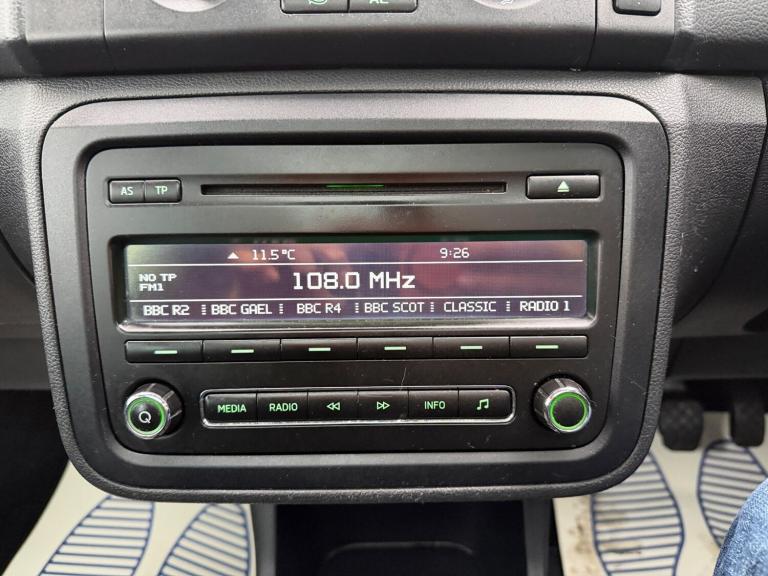 AC
AS TP
11.5°C 9:26
NO TP
FM1
108.0 MHz
BBC R2 BBC GAEL BBC R4 BBC SCOT CLASSIC RADIO 1
MEDIA RADIO INFO